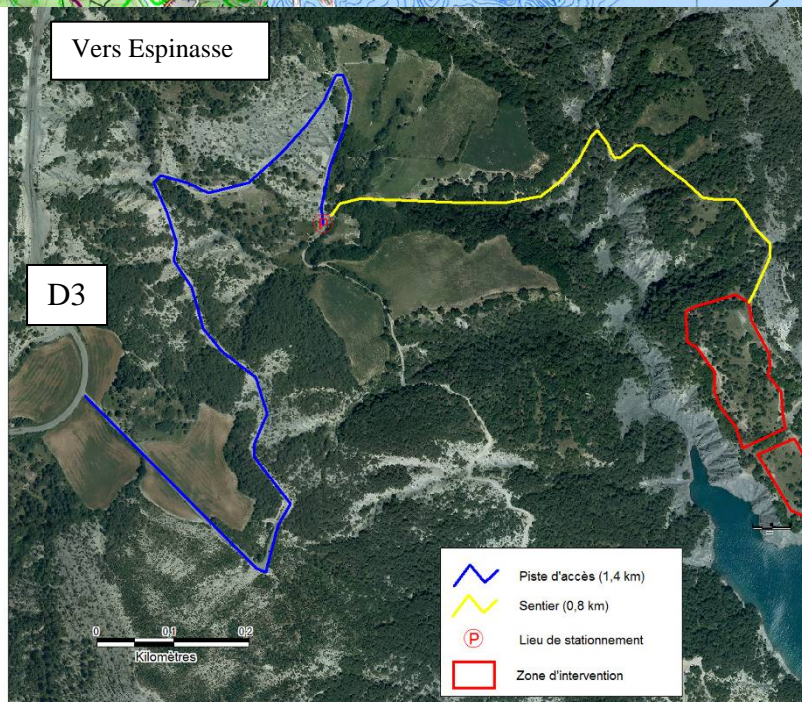 Vers Espinasse
P
D3
0 0,1 0,2
Kilomètres
Piste d'accès (1,4 km)
Sentier (0,8 km)
P Lieu de stationnement
Zone d'intervention